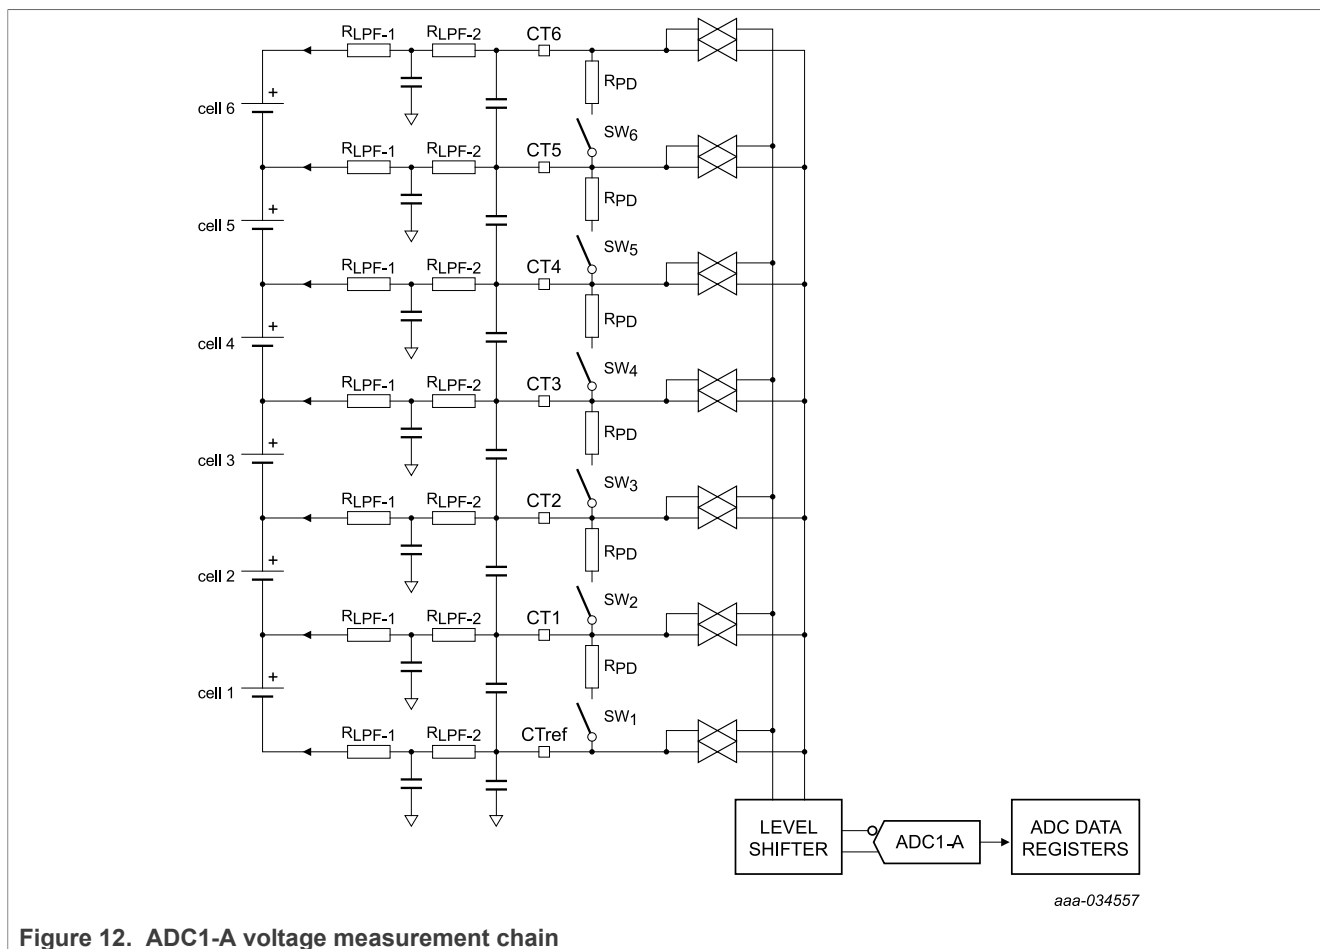 RLPF-1 RLPF-2 CT6
RPD
cell 6 +
SW6
RLPF-1 RLPF-2 CT5
RPD
cell 5 +
SW5
RLPF-1 RLPF-2 CT4
RPD
cell 4 +
SW4
RLPF-1 RLPF-2 CT3
RPD
cell 3 +
SW3
RLPF-1 RLPF-2 CT2
RPD
cell 2 +
SW2
RLPF-1 RLPF-2 CT1
RPD
cell 1 +
SW1
RLPF-1 RLPF-2 CTref
LEVEL
SHIFTER
ADC1-A
ADC DATA
REGISTERS
aaa-034557
Figure 12. ADC1-A voltage measurement chain